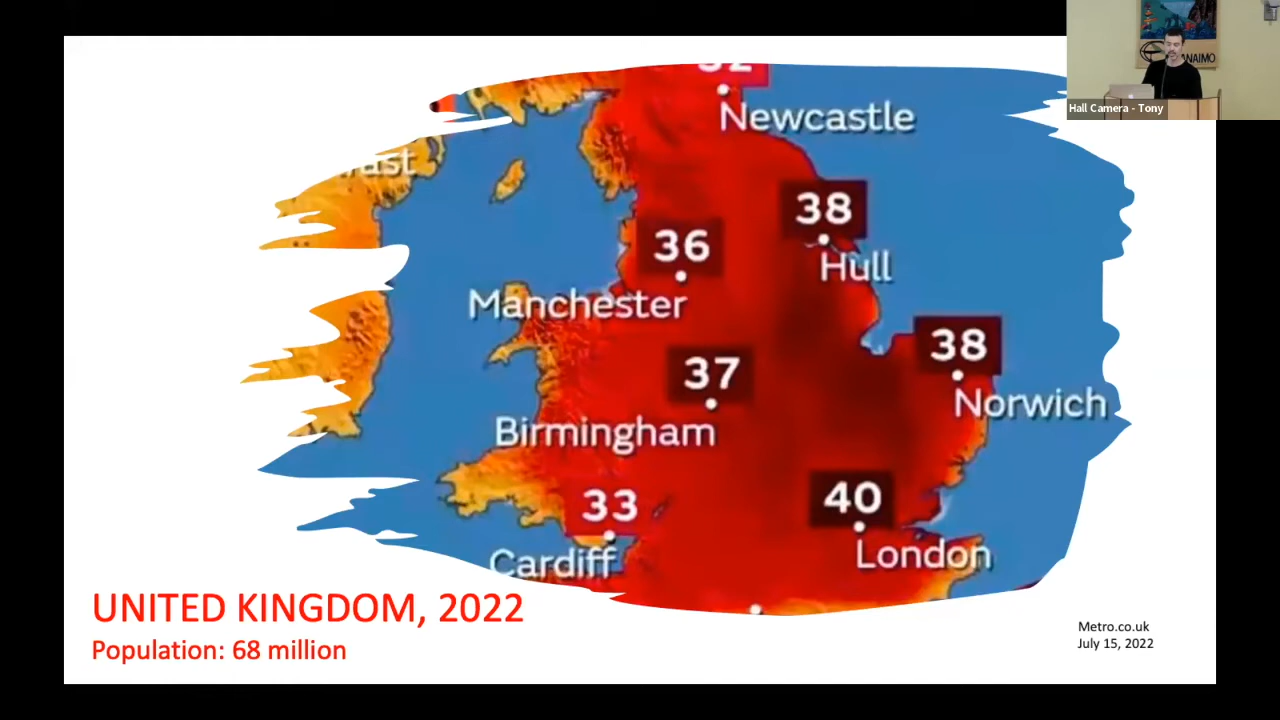 Newcastle
38
Hull
36
Manchester
38
Norwich
37
Birmingham
40
London
33
Cardiff
UNITED KINGDOM, 2022
Population: 68 million
Metro.co.uk
July 15, 2022
Hall Camera - Tony